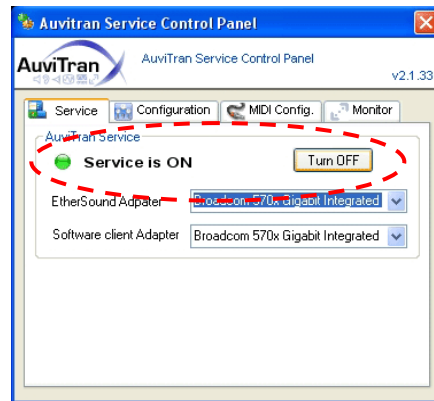 Auvitran Service Control Panel
AuviTran
AuviTran Service Control Panel
v2.1.33
Service Configuration MIDI Config. Monitor
AuviTran Service
Service is ON Turn OFF
EtherSound Adpater Broadcom 570x Gigabit Integrated
Software client Adapter Broadcom 570x Gigabit Integrated